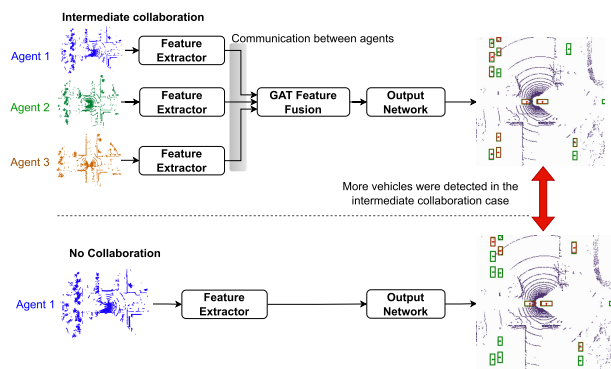 Intermediate collaboration
Communication between agents
Agent 1
Feature
Extractor
Agent 2
Feature
Extractor
GAT Feature
Fusion
Output
Network
Agent 3
Feature
Extractor
More vehicles were detected in the
intermediate collaboration case
No Collaboration
Agent 1
Feature
Extractor
Output
Network